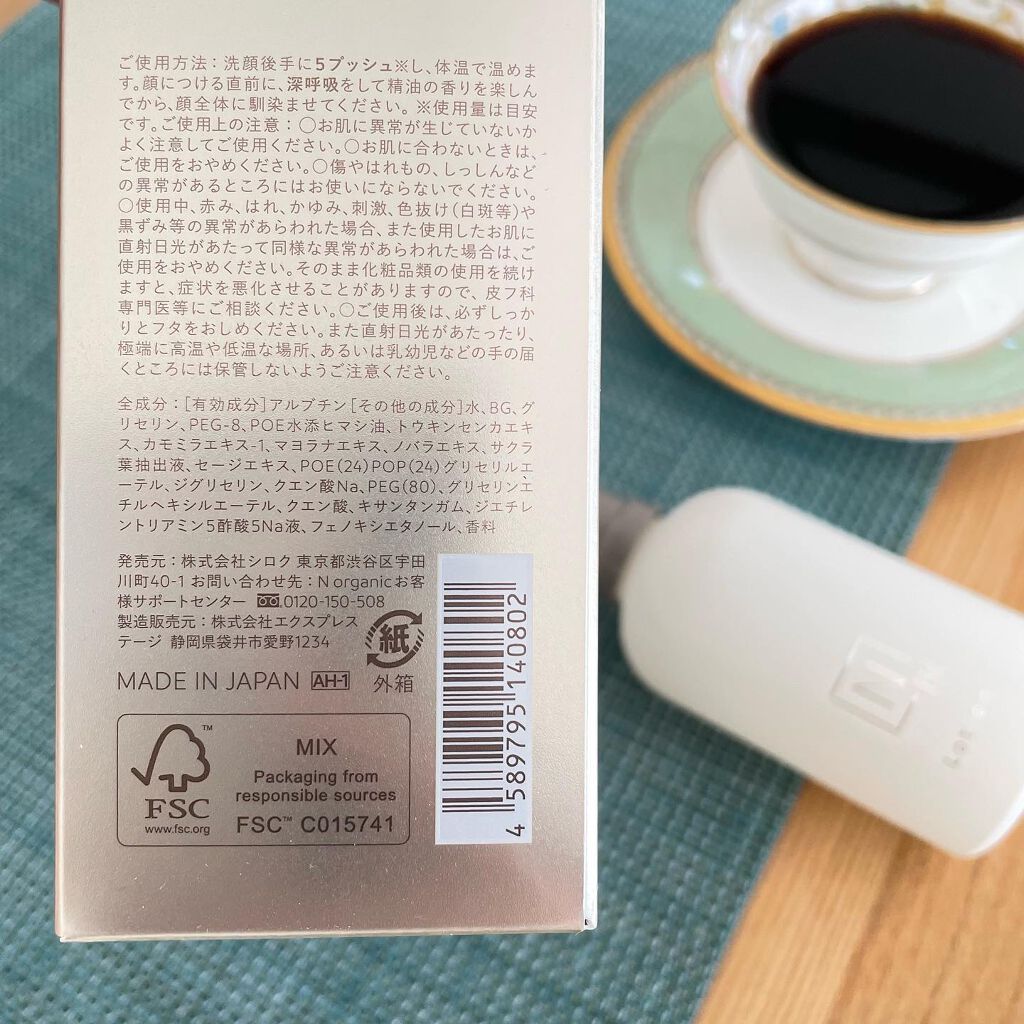 ご使用方法：洗顔後手に5プッシュ※し、体温で温めま
す。顔につける直前に、深呼吸をして精油の香りを楽しん
でから、顔全体に馴染ませてください。※使用量は目安
です。ご使用上の注意：○お肌に異常が生じていないか
よく注意してご使用ください。○お肌に合わないときは、
ご使用をおやめください。○傷やはれもの、しっしんなど
の異常があるところにはお使いにならないでください。
○使用中、赤み、はれ、かゆみ、刺激、色抜け(白斑等)や
黒ずみ等の異常があらわれた場合、また使用したお肌に
直射日光があたって同様な異常があらわれた場合は、ご
使用をおやめください。そのまま化粧品類の使用を続け
ますと、症状を悪化させることがありますので、皮フ科
専門医等にご相談ください。○ご使用後は、必ずしっか
りとフタをおしめください。また直射日光があたったり、
極端に高温や低温な場所、あるいは乳幼児などの手の届
くところには保管しないようご注意ください。
全成分：[有効成分]アルブチン[その他の成分]水、BG、グ
リセリン、PEG-8、POE水添ヒマシ油、トウキンセンカエキ
ス、カモミラエキス-1、マヨラナエキス、ノバラエキス、サクラ
葉抽出液、セージエキス、POE(24)POP(24)グリセリルエ
ーテル、ジグリセリン、クエン酸Na、PEG(80)、グリセリンエ
チルヘキシルエーテル、クエン酸、キサンタンガム、ジエチレ
ントリアミン5酢酸5Na液、フェノキシエタノール、香料
発売元：株式会社シロク 東京都渋谷区宇田
川町40-1 お問い合わせ先：N organicお客
様サポートセンター 0120-150-508
製造販売元：株式会社エクスプレス
テージ 静岡県袋井市愛野1234
紙
外箱
MADE IN JAPAN AH-1
FSC™
www.fsc.org
MIX
Packaging from
responsible sources
FSC™ C015741
4 589795 140802
N